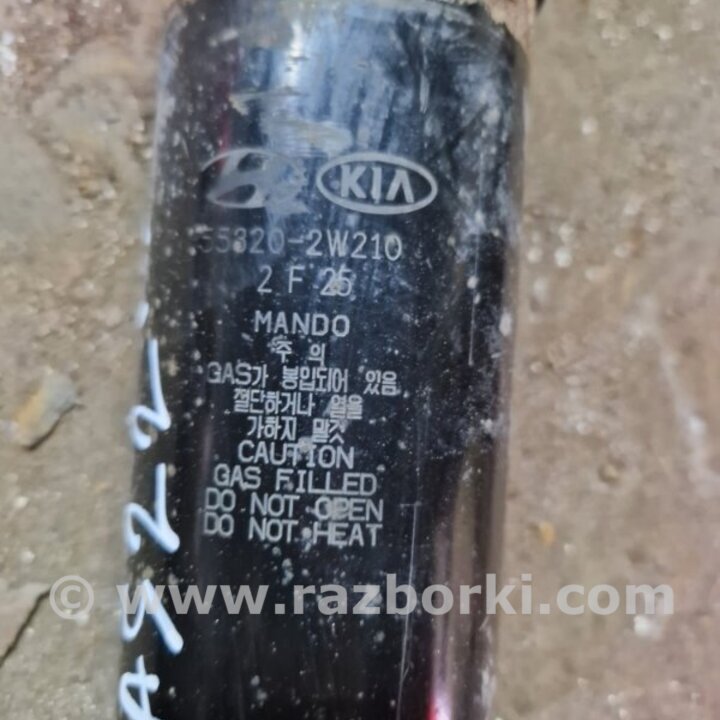 KIA
55320-2W210
2 F 25
MANDO
주 의
GAS가 봉입되어 있음
절단하거나 열을
가하지 말것
CAUTION
GAS FILLED
DO NOT OPEN
DO NOT HEAT
A922
© www.razborki.com